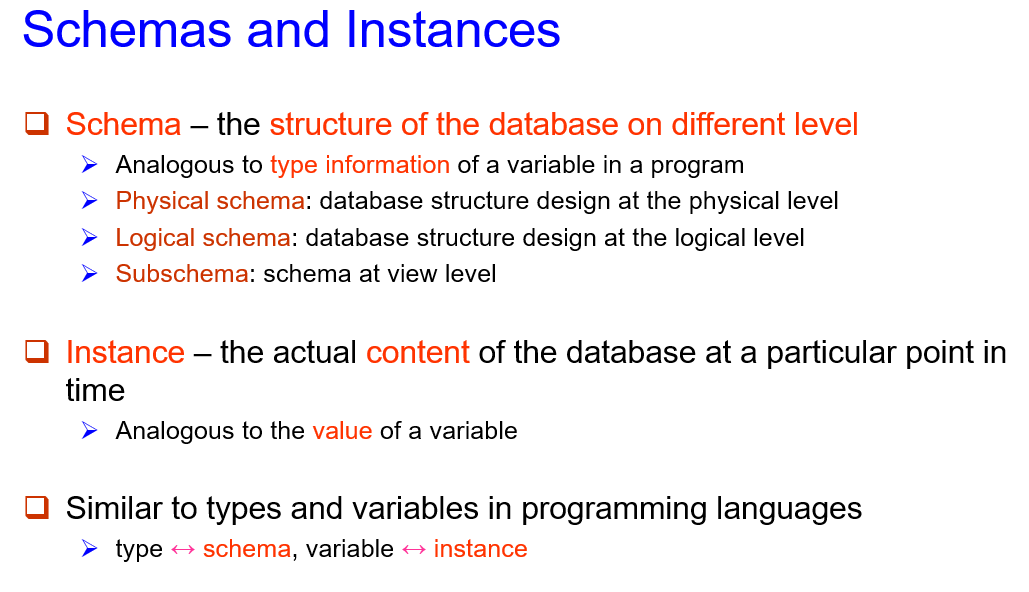 Schemas and Instances
Schema – the structure of the database on different level
Analogous to type information of a variable in a program
Physical schema: database structure design at the physical level
Logical schema: database structure design at the logical level
Subschema: schema at view level
Instance – the actual content of the database at a particular point in
time
Analogous to the value of a variable
Similar to types and variables in programming languages
type ↔ schema, variable ↔ instance